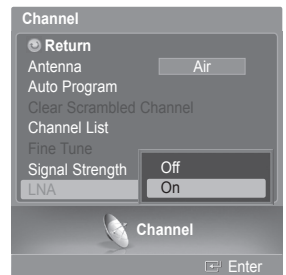 Channel
Return
Antenna Air
Auto Program
Clear Scrambled Channel
Channel List
Fine Tune
Signal Strength Off
LNA On
Channel
Enter